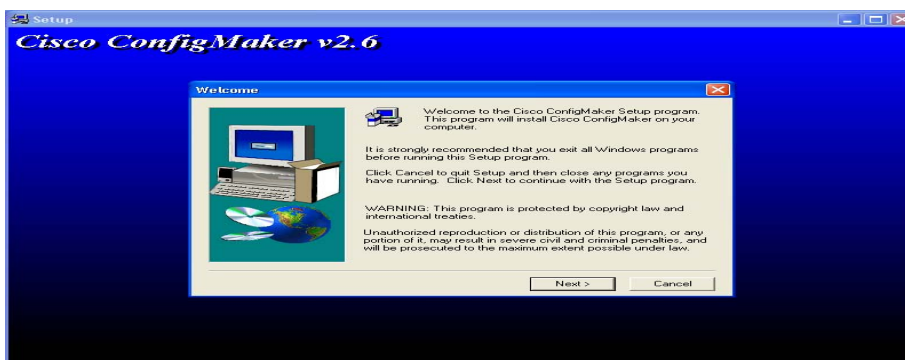 Setup
Cisco ConfigMaker v2.6
Welcome
Welcome to the Cisco ConfigMaker Setup program.
This program will install Cisco ConfigMaker on your
computer.
It is strongly recommended that you exit all Windows programs
before running this Setup program.
Click Cancel to quit Setup and then close any programs you
have running. Click Next to continue with the Setup program.
WARNING: This program is protected by copyright law and
international treaties.
Unauthorized reproduction or distribution of this program, or any
portion of it, may result in severe civil and criminal penalties, and
will be prosecuted to the maximum extent possible under law.
Next >
Cancel